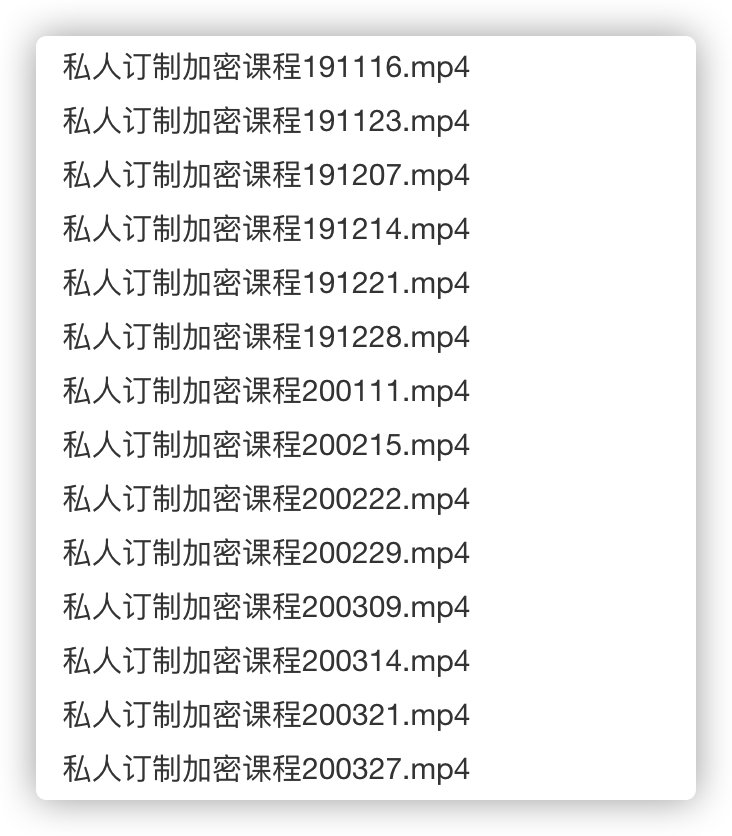 私人订制加密课程191116.mp4
私人订制加密课程191123.mp4
私人订制加密课程191207.mp4
私人订制加密课程191214.mp4
私人订制加密课程191221.mp4
私人订制加密课程191228.mp4
私人订制加密课程200111.mp4
私人订制加密课程200215.mp4
私人订制加密课程200222.mp4
私人订制加密课程200229.mp4
私人订制加密课程200309.mp4
私人订制加密课程200314.mp4
私人订制加密课程200321.mp4
私人订制加密课程200327.mp4